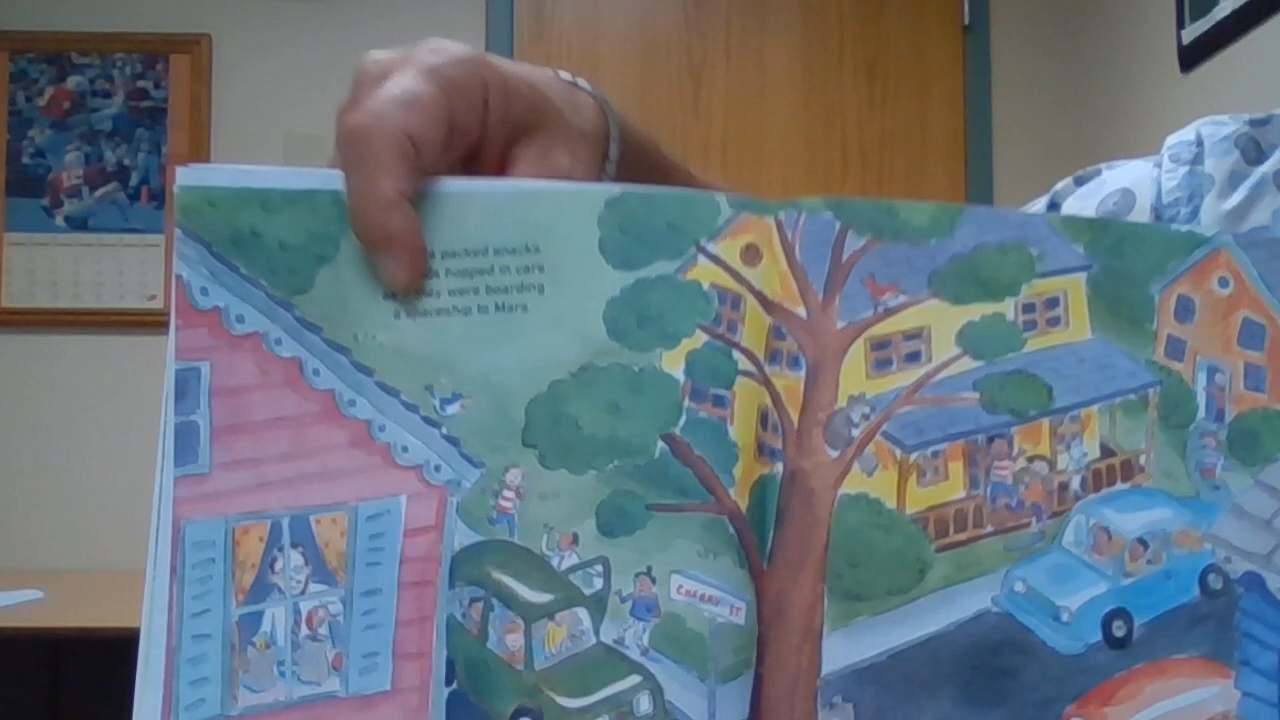 packed snacks
hopped in cars
were boarding
a spaceship to Mars
CHERRY ST